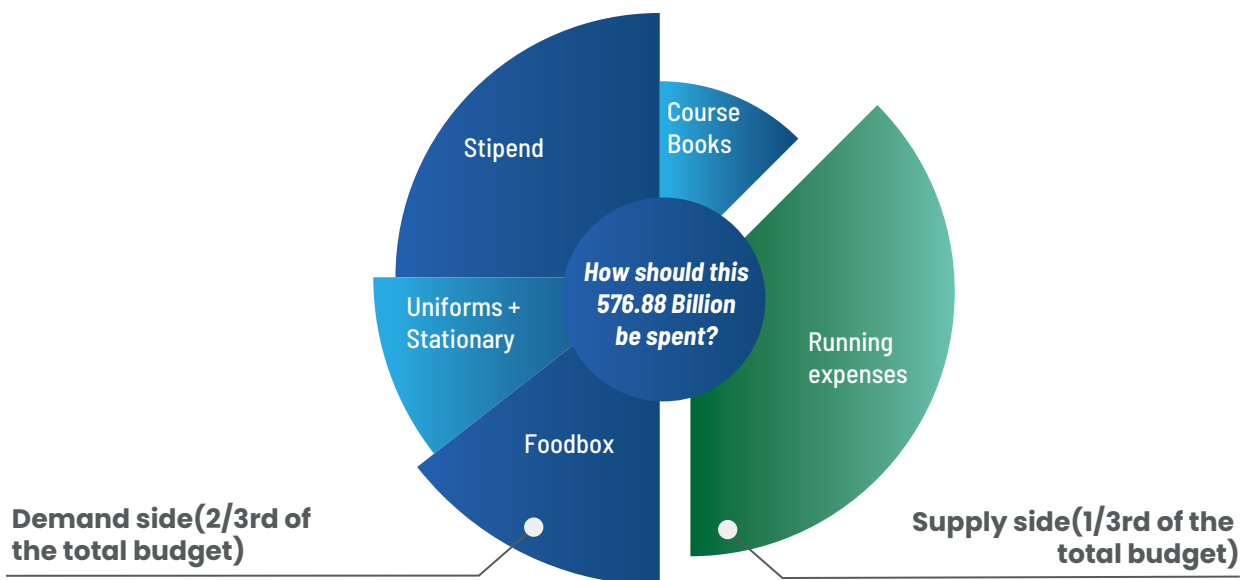 Course
Books
Stipend
How should this
576.88 Billion
be spent?
Uniforms +
Stationary
Running
expenses
Foodbox
Demand side(2/3rd of
the total budget)
Supply side(1/3rd of the
total budget)